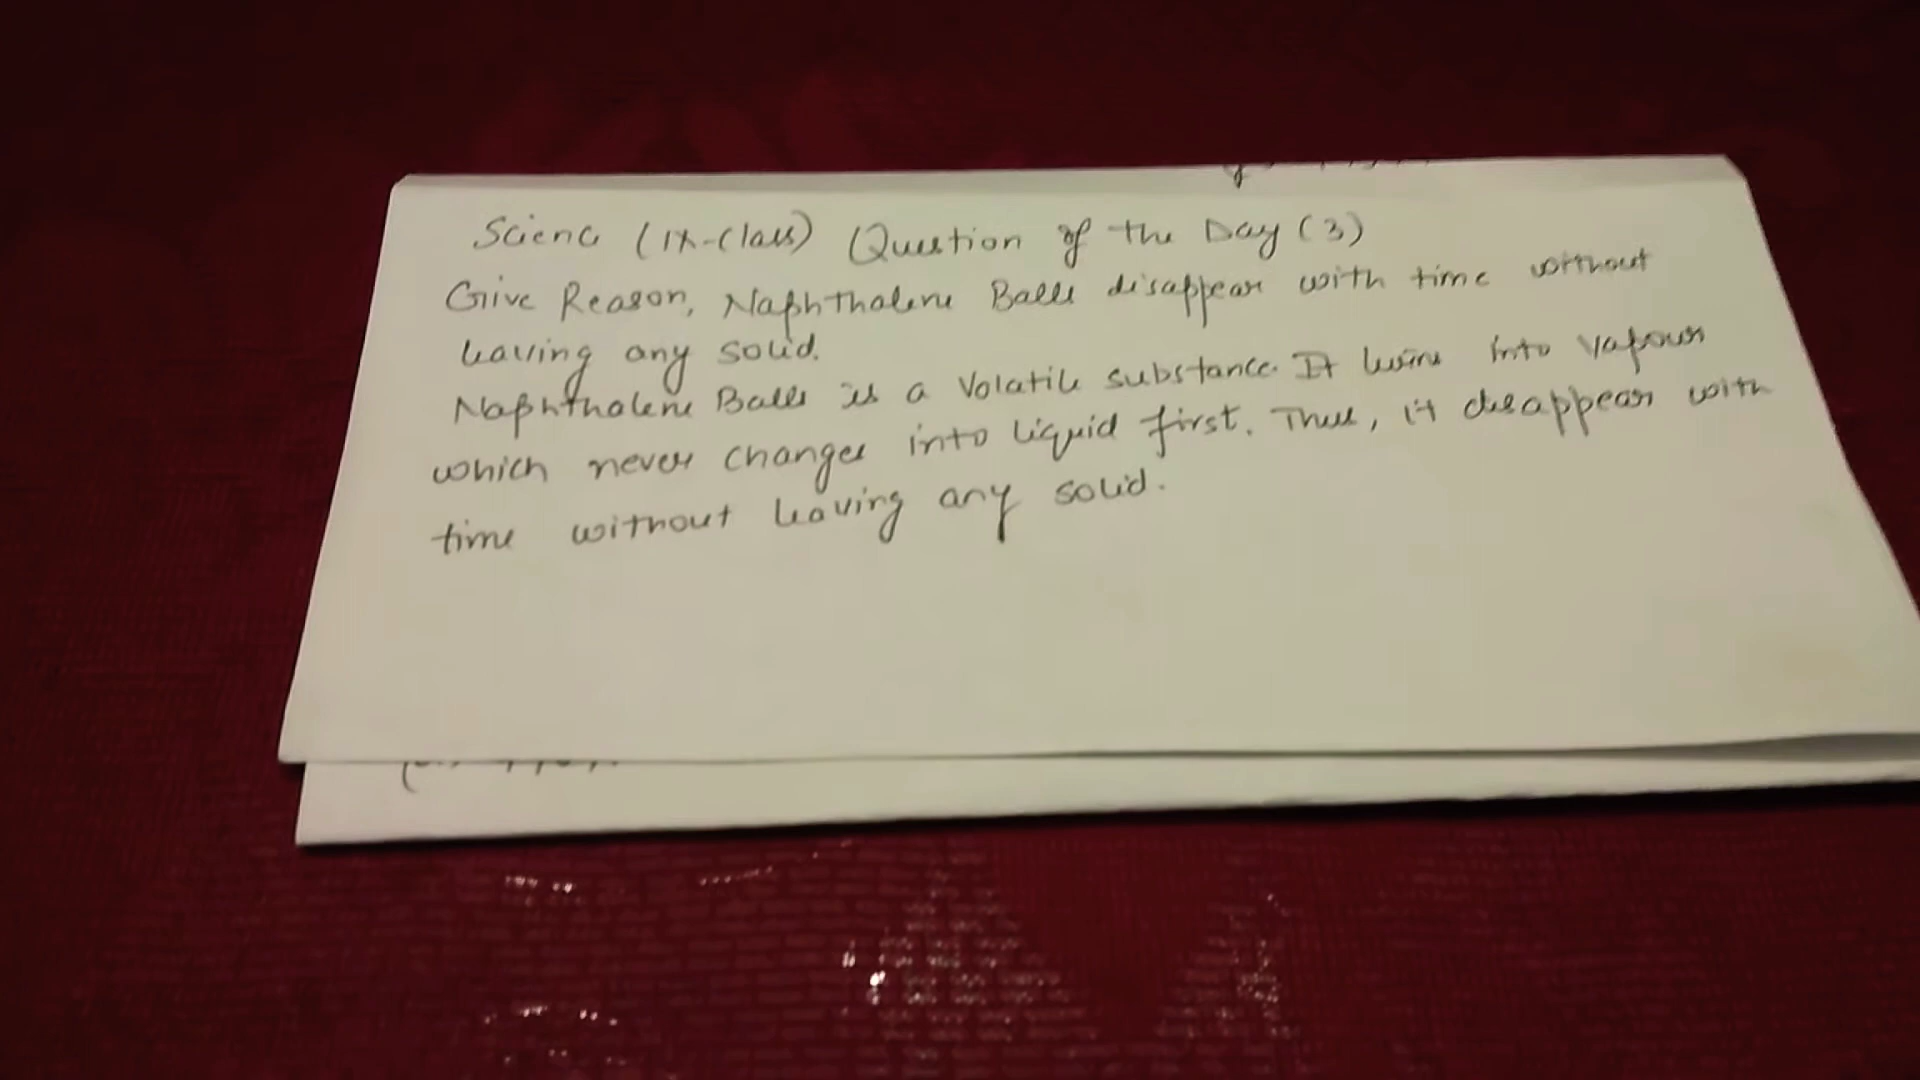 Scienc (IX-Class) Question of the Day (3)
Give Reason, Naphthalene Balls disappear with time without
leaving any solid.
Naphthalene Balls is a Volatile substance. It turns into vapours
which never changes into liquid first. Thus, it disappears with
time without leaving any solid.